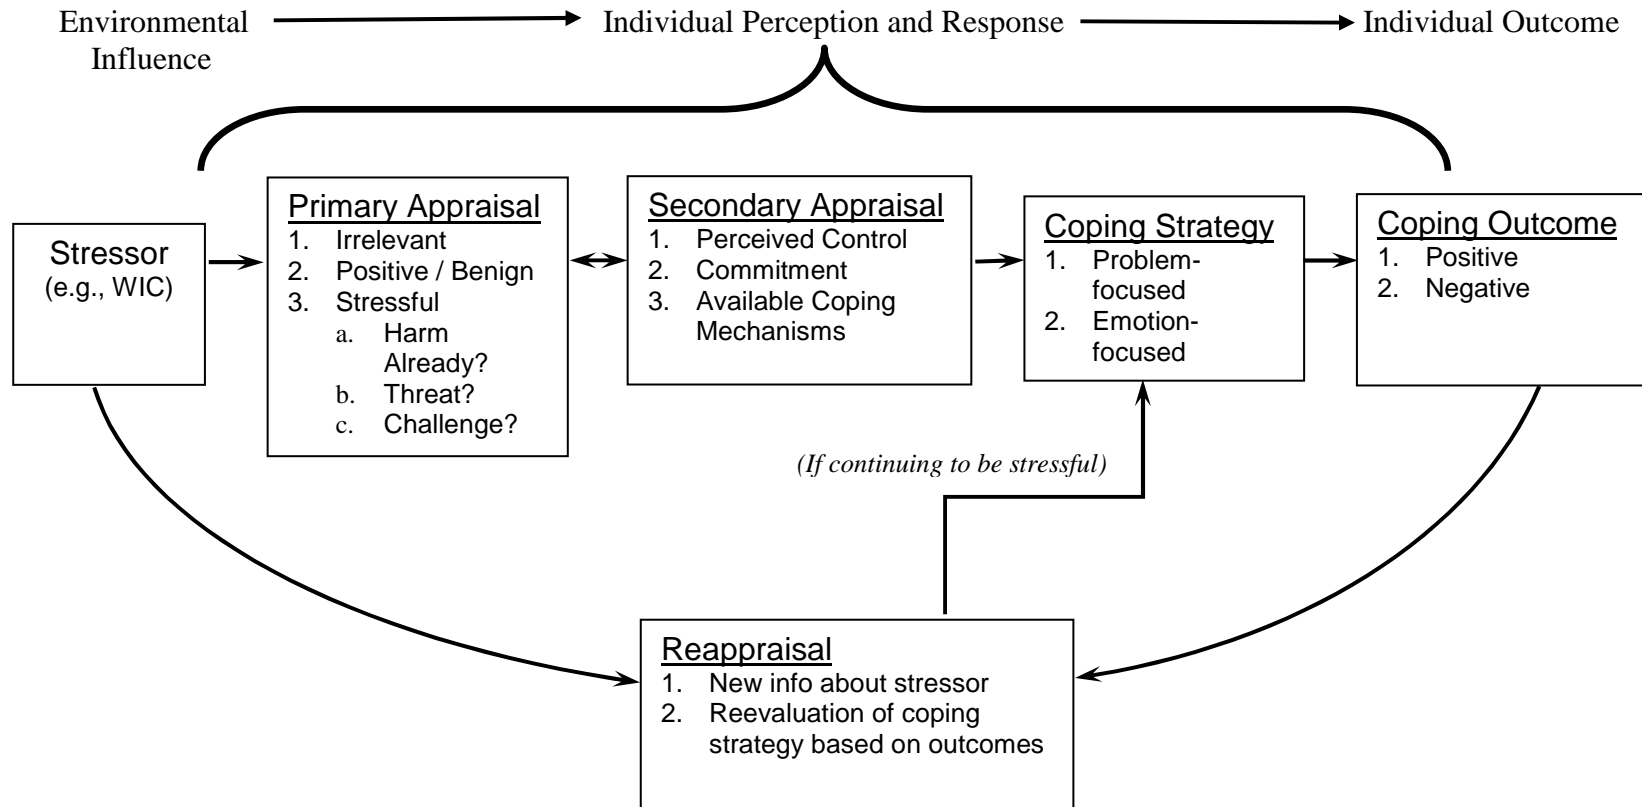 Environmental
Influence
Individual Perception and Response
Individual Outcome
Stressor
(e.g., WIC)
Primary Appraisal
1. Irrelevant
2. Positive / Benign
3. Stressful
a. Harm
Already?
b. Threat?
c. Challenge?
Secondary Appraisal
1. Perceived Control
2. Commitment
3. Available Coping
Mechanisms
Coping Strategy
1. Problem-
focused
2. Emotion-
focused
Coping Outcome
1. Positive
2. Negative
(If continuing to be stressful)
Reappraisal
1. New info about stressor
2. Reevaluation of coping
strategy based on outcomes